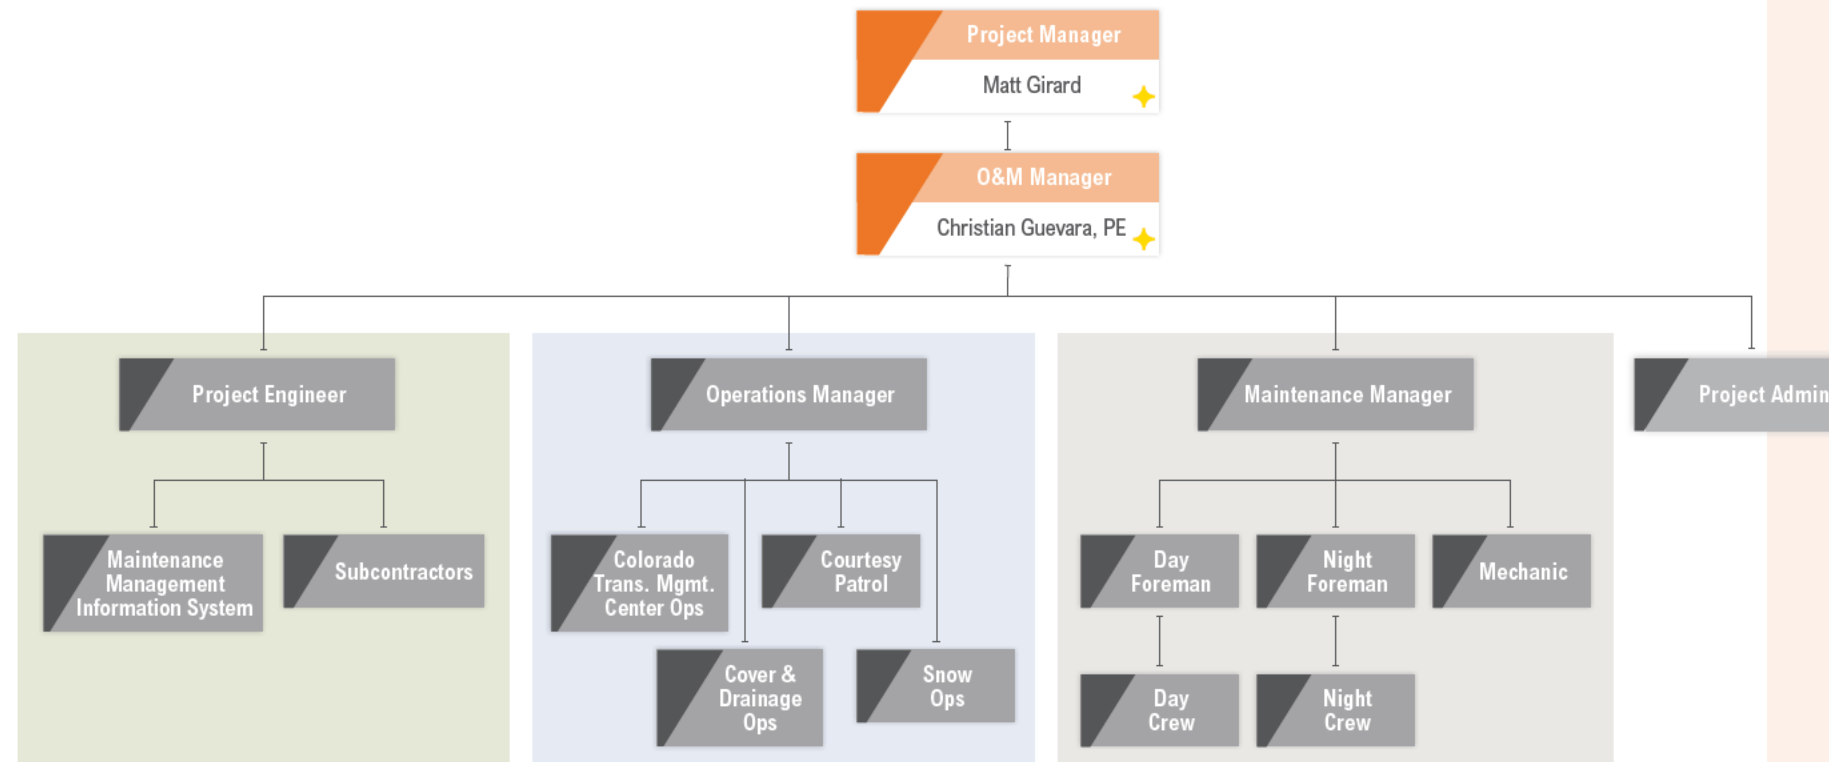 Project Manager
Matt Girard
O&M Manager
Christian Guevara, PE
Project Engineer
Operations Manager
Maintenance Manager
Project Admin
Maintenance
Management
Information System
Subcontractors
Colorado
Trans. Mgmt.
Center Ops
Courtesy
Patrol
Cover &
Drainage
Ops
Snow
Ops
Day
Foreman
Night
Foreman
Mechanic
Day
Crew
Night
Crew